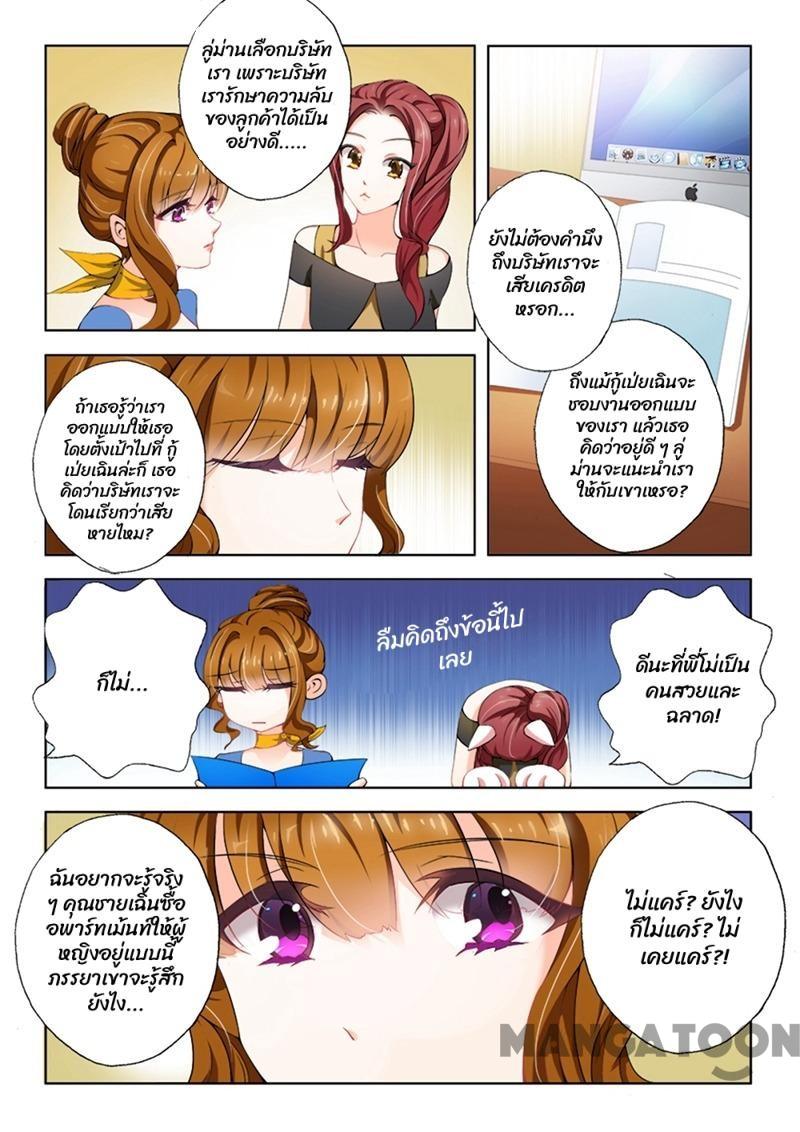 ลู่ม่านเลือกบริษัท
เรา เพราะบริษัท
เรารักษาความลับ
ของลูกค้าได้เป็น
อย่างดี.....
ยังไม่ต้องคำนึง
ถึงบริษัทเราจะ
เสียเครดิต
หรอก...
ถึงแม้กู้เป่ยเฉินจะ
ชอบงานออกแบบ
ของเรา แล้วเธอ
คิดว่าอยู่ดี ๆ ลู่
ม่านจะแนะนำเรา
ให้กับเขาเหรอ?
ถ้าเธอรู้ว่าเรา
ออกแบบให้เธอ
โดยตั้งเป้าไปที่ กู้
เป่ยเฉินล่ะก็ เธอ
คิดว่าบริษัทเราจะ
โดนเรียกว่าเสีย
หายไหม?
ก็ไม่...
ลืมคิดถึงข้อนี้ไป
เลย
ดีนะที่พี่โม่เป็น
คนสวยและ
ฉลาด!
ฉันอยากจะรู้จริง
ๆ คุณชายเฉินซื้อ
อพาร์ทเม้นท์ให้ผู้
หญิงอยู่แบบนี้
ภรรยาเขาจะรู้สึก
ยังไง...
ไม่แคร์? ยังไง
ก็ไม่แคร์? ไม่
เคยแคร์?!
MANGATOON